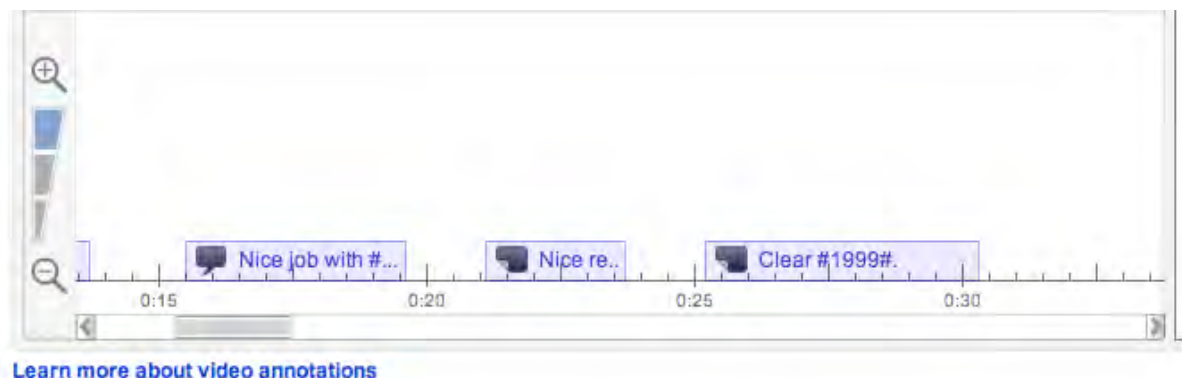 Nice job with #... Nice re.. Clear #1999#.
0:15 0:20 0:25 0:30
Learn more about video annotations